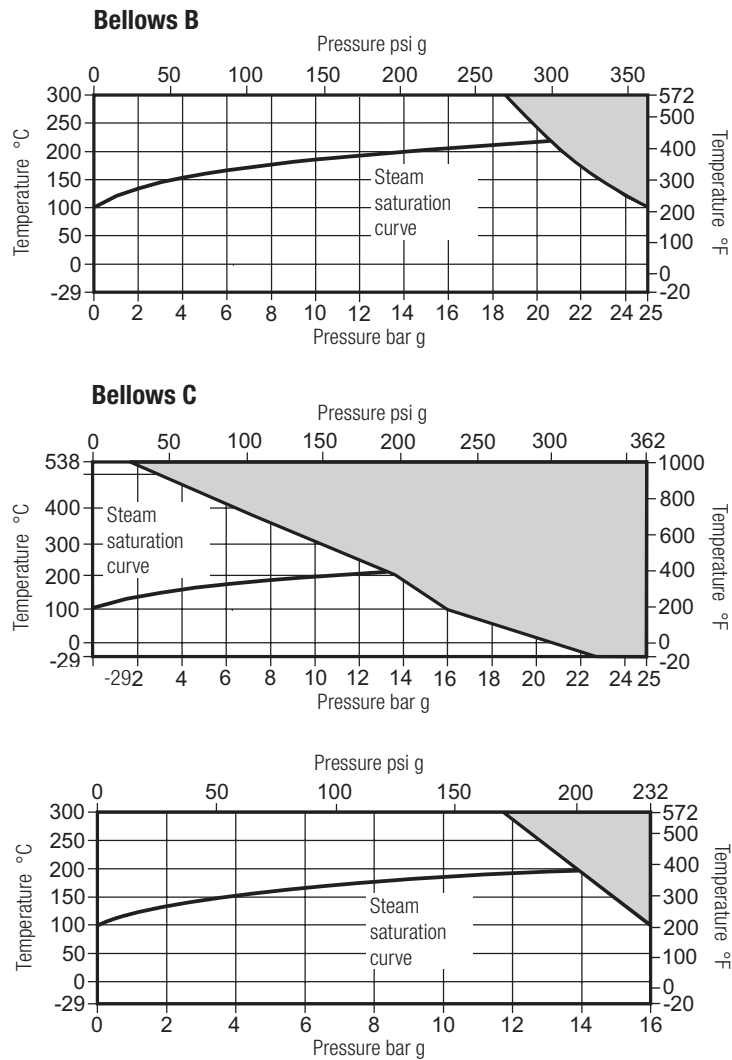 Bellows B
Pressure psi g
0 50 100 150 200 250 300 350
300 572
250 500
200 400
150 300
100 200
50 100
0 0
-29 -20
Temperature °C
Temperature °F
Steam
saturation
curve
0 2 4 6 8 10 12 14 16 18 20 22 24 25
Pressure bar g
Bellows C
Pressure psi g
0 50 100 150 200 250 300 362
538 1000
400 800
300 600
200 400
100 200
0 0
-29 -20
Temperature °C
Temperature °F
Steam
saturation
curve
-292 4 6 8 10 12 14 16 18 20 22 24 25
Pressure bar g
Pressure psi g
0 50 100 150 200 232
300 572
250 500
200 400
150 300
100 200
50 100
0 0
-29 -20
Temperature °C
Temperature °F
Steam
saturation
curve
0 2 4 6 8 10 12 14 16
Pressure bar g